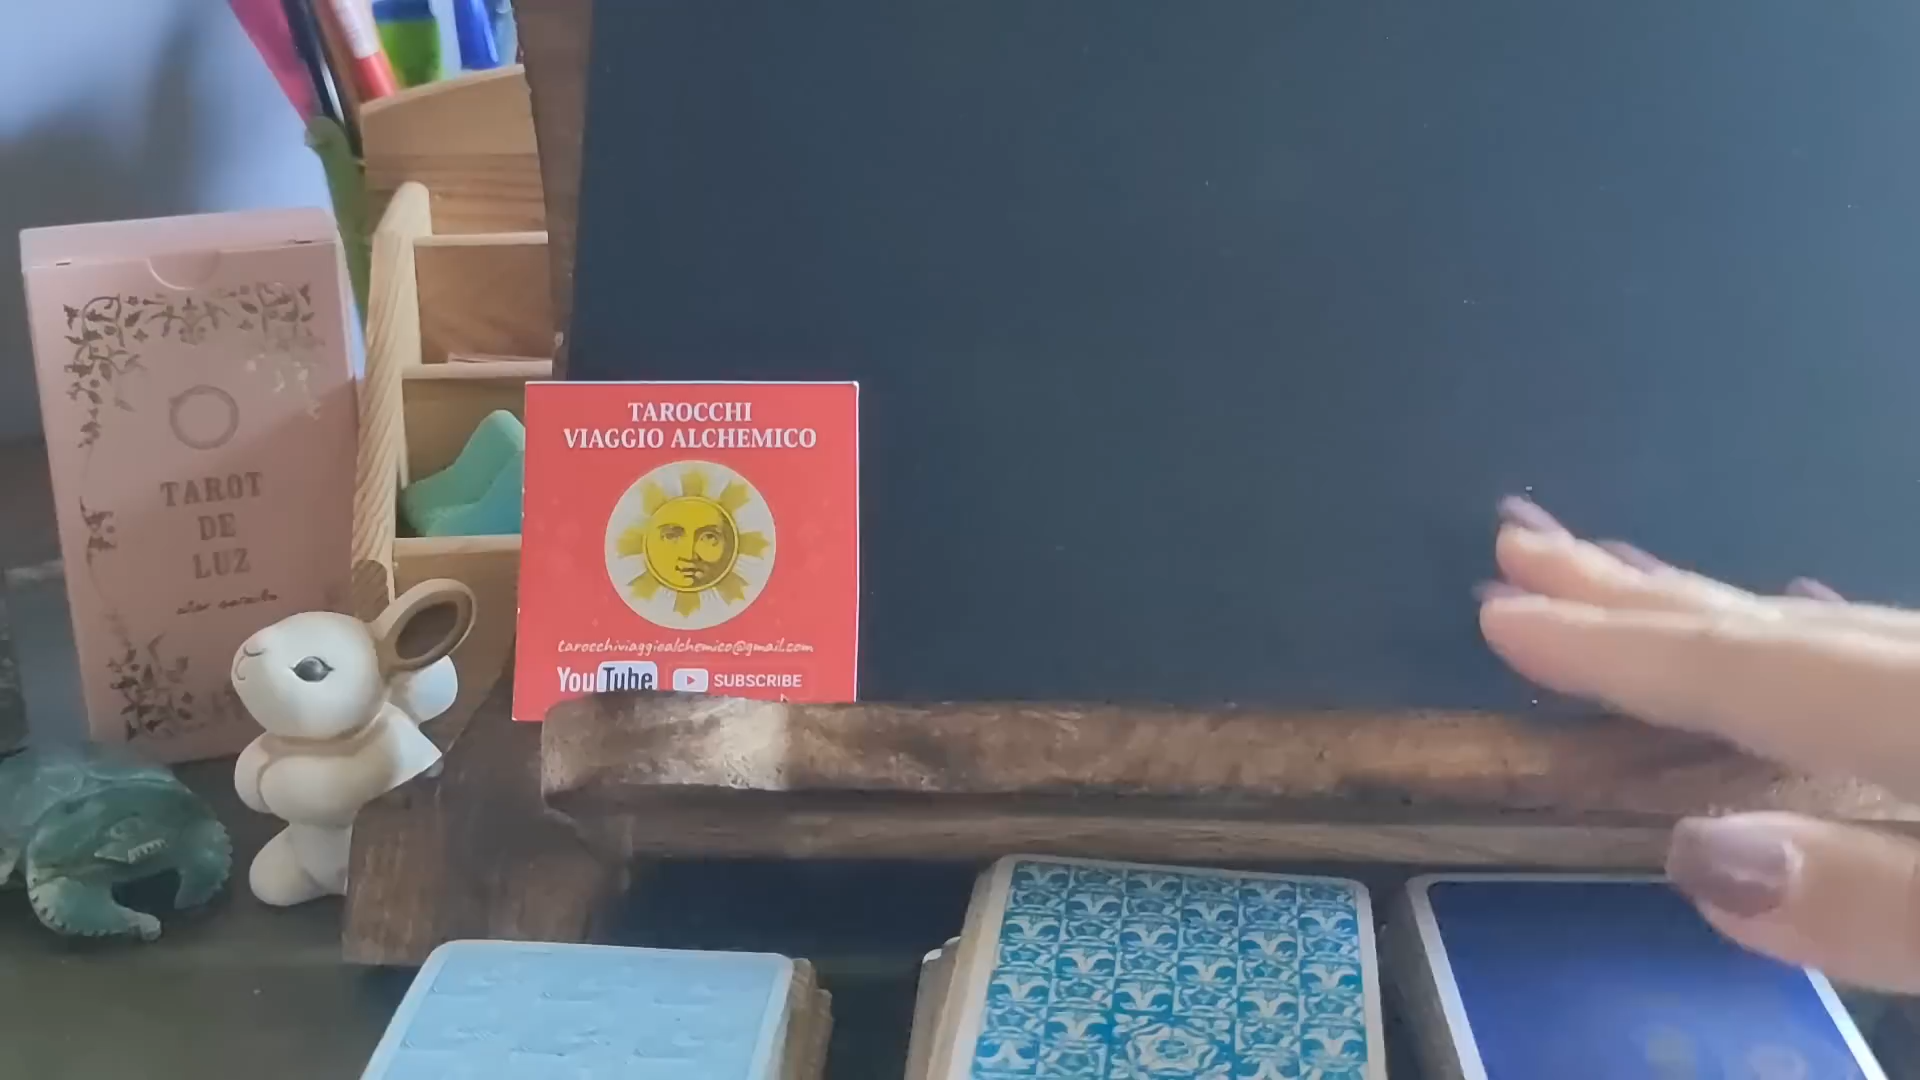 TAROT
DE
LUZ
TAROCCHI
VIAGGIO ALCHEMICO
tarocchiviaggioalchemico@gmail.com
YouTube SUBSCRIBE